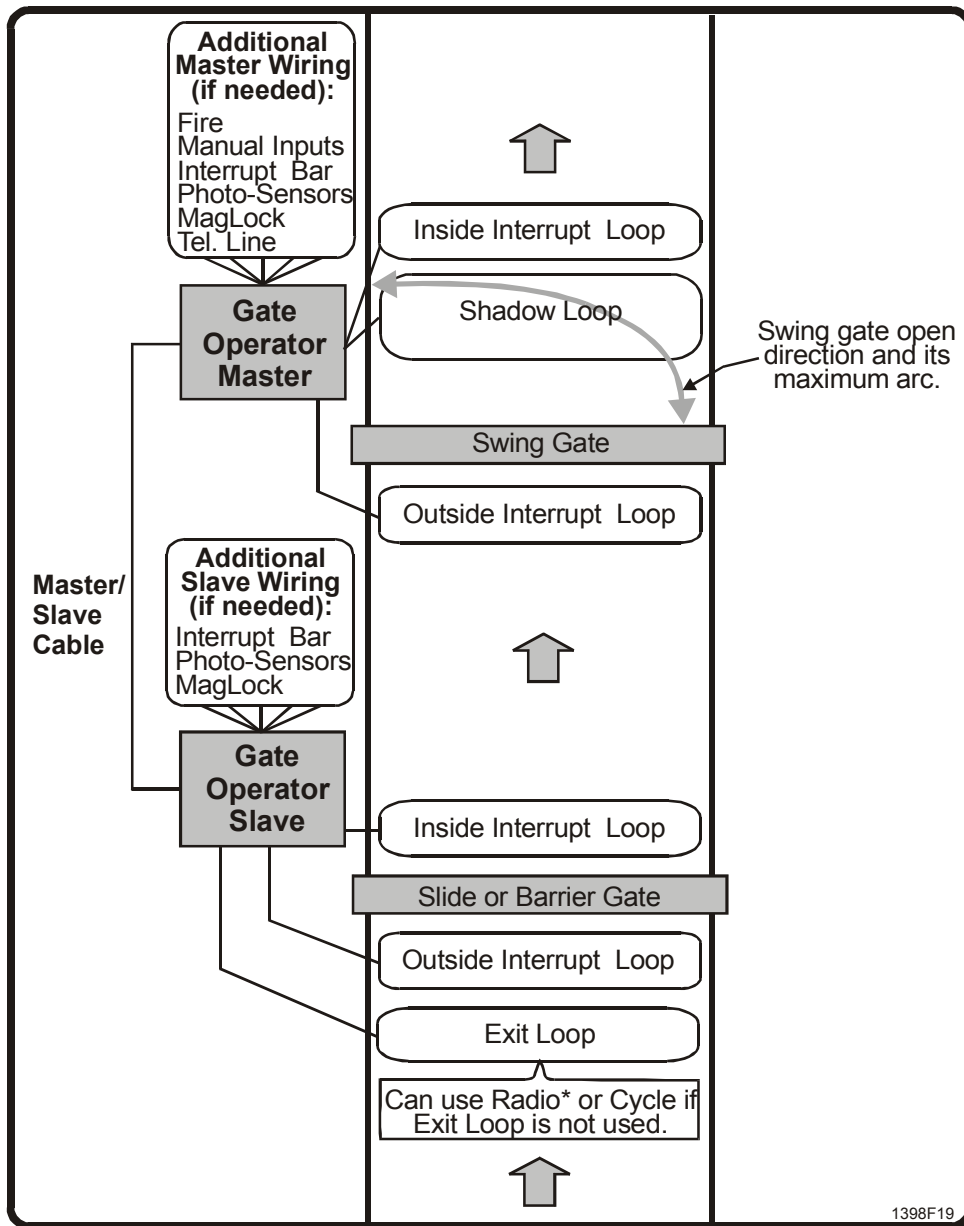 Additional
Master Wiring
(if needed):
Fire
Manual Inputs
Interrupt Bar
Photo-Sensors
MagLock
Tel. Line
Inside Interrupt Loop
Gate
Operator
Master
Shadow Loop
Swing gate open
direction and its
maximum arc.
Swing Gate
Outside Interrupt Loop
Master/
Slave
Cable
Additional
Slave Wiring
(if needed):
Interrupt Bar
Photo-Sensors
MagLock
Gate
Operator
Slave
Inside Interrupt Loop
Slide or Barrier Gate
Outside Interrupt Loop
Exit Loop
Can use Radio* or Cycle if
Exit Loop is not used.
1398F19